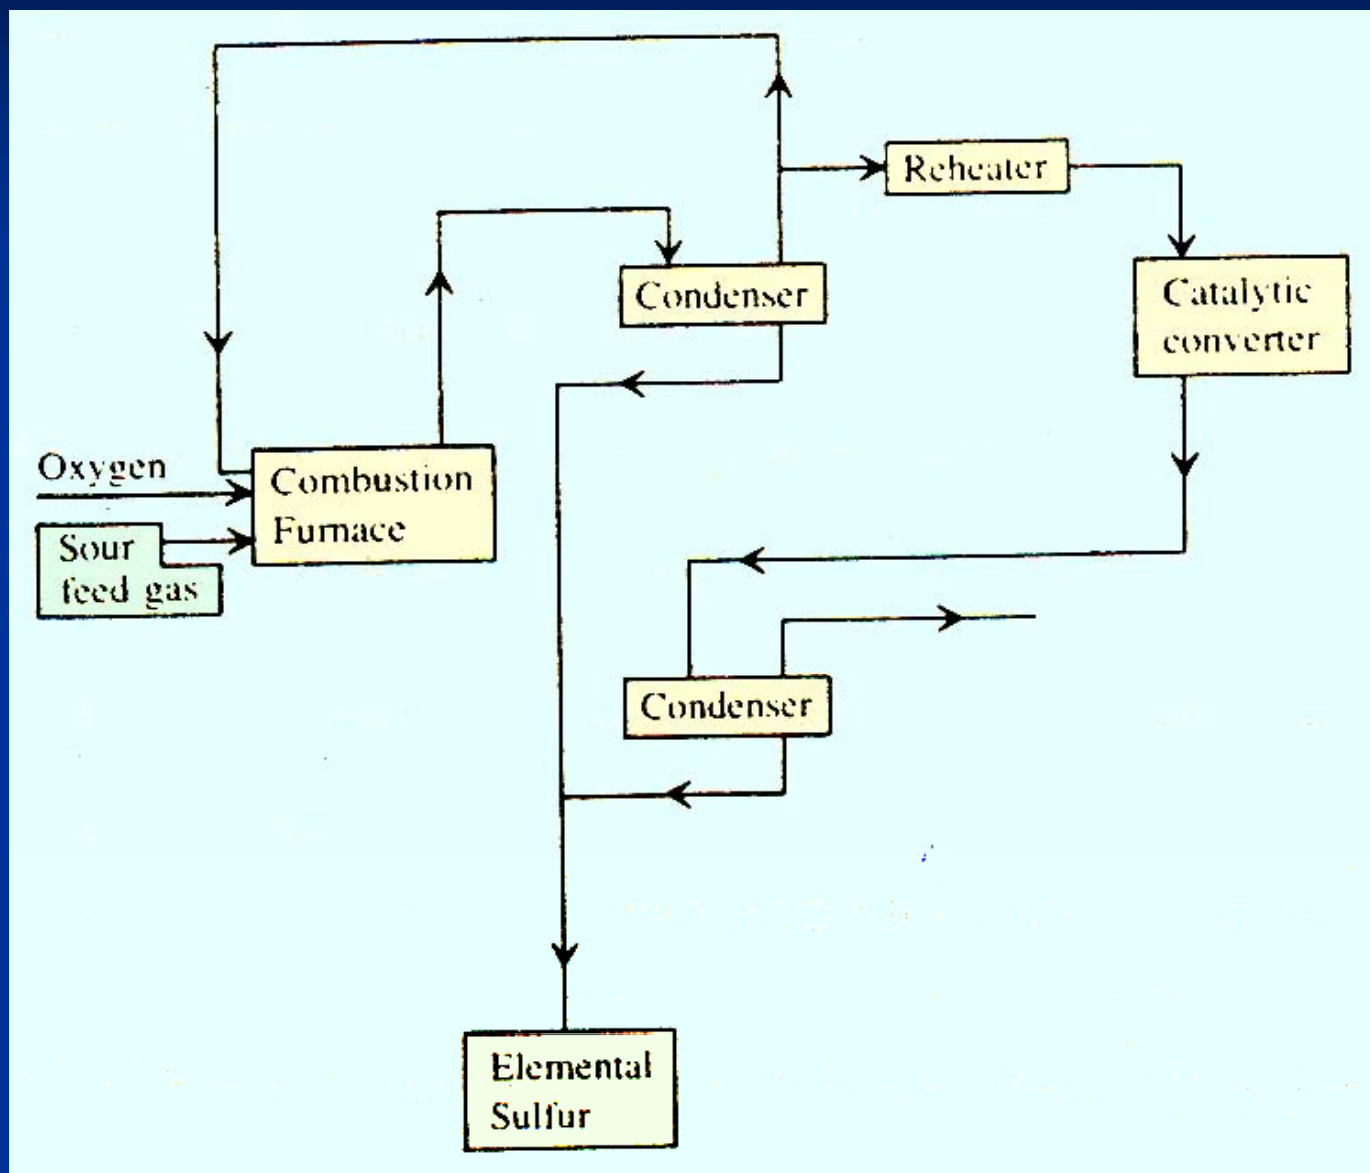 Reheater
Condenser
Catalytic
converter
Oxygen
Combustion
Furnace
Sour
feed gas
Condenser
Elemental
Sulfur